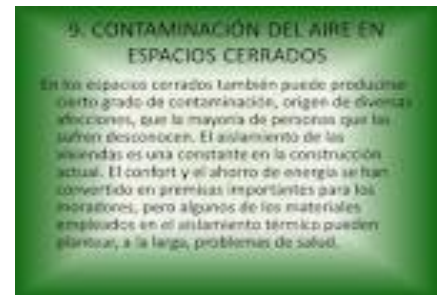 9. CONTAMINACIÓN DEL AIRE EN
ESPACIOS CERRADOS
En los espacios cerrados también puede producirse
cierto grado de contaminación, origen de diversas
afecciones, que la mayoría de personas que las
sufren desconocen. El aislamiento de las
viviendas es una constante en la construcción
actual. El confort y el ahorro de energía se han
convertido en premisas importantes para los
moradores, pero algunos de los materiales
empleados en el aislamiento térmico pueden
plantear, a la larga, problemas de salud.